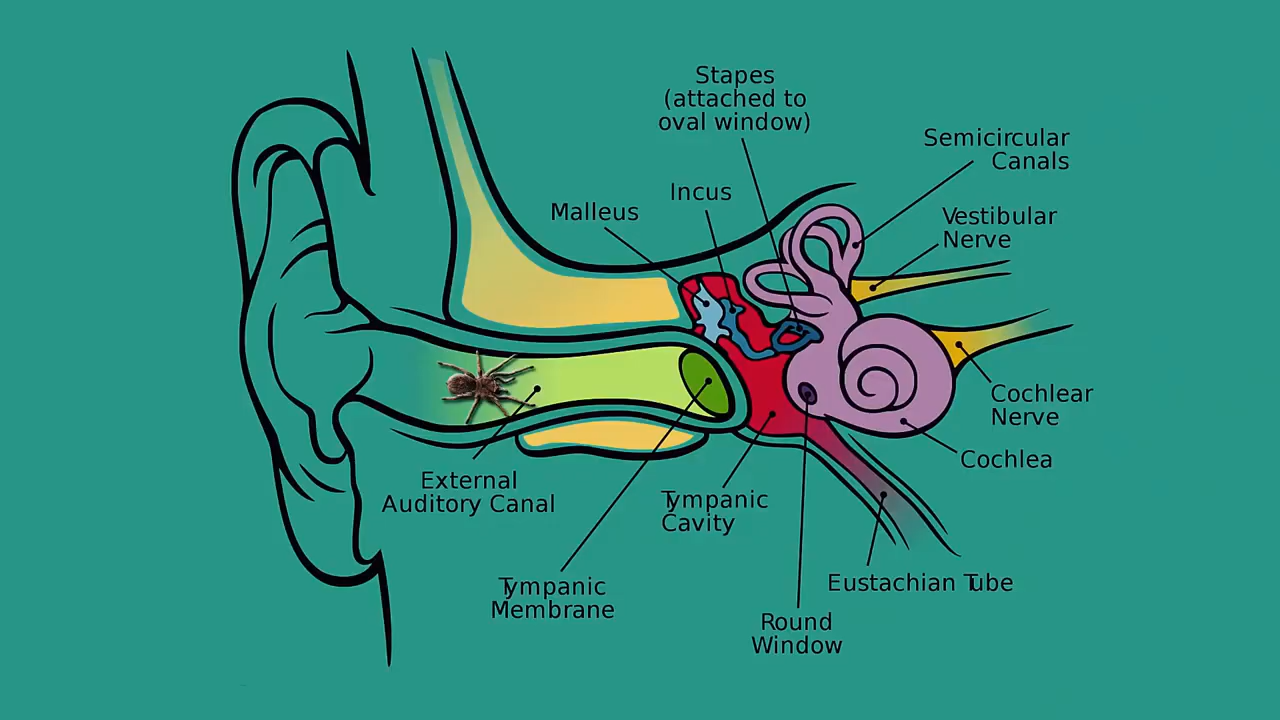 Stapes
(attached to
oval window)
Semicircular
Canals
Incus
Malleus
Vestibular
Nerve
Cochlear
Nerve
Cochlea
External
Auditory Canal
Tympanic
Cavity
Tympanic
Membrane
Eustachian Tube
Round
Window